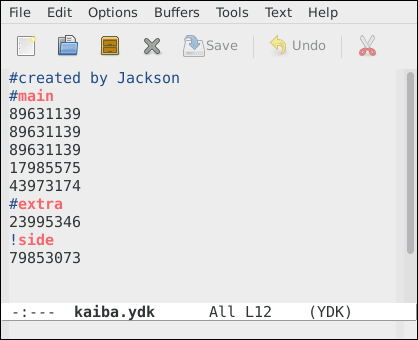 File Edit Options Buffers Tools Text Help
Save Undo
#created by Jackson
#main
89631139
89631139
89631139
17985575
43973174
#extra
23995346
!side
79853073
-:--- kaiba.ydk All L12 (YDK)